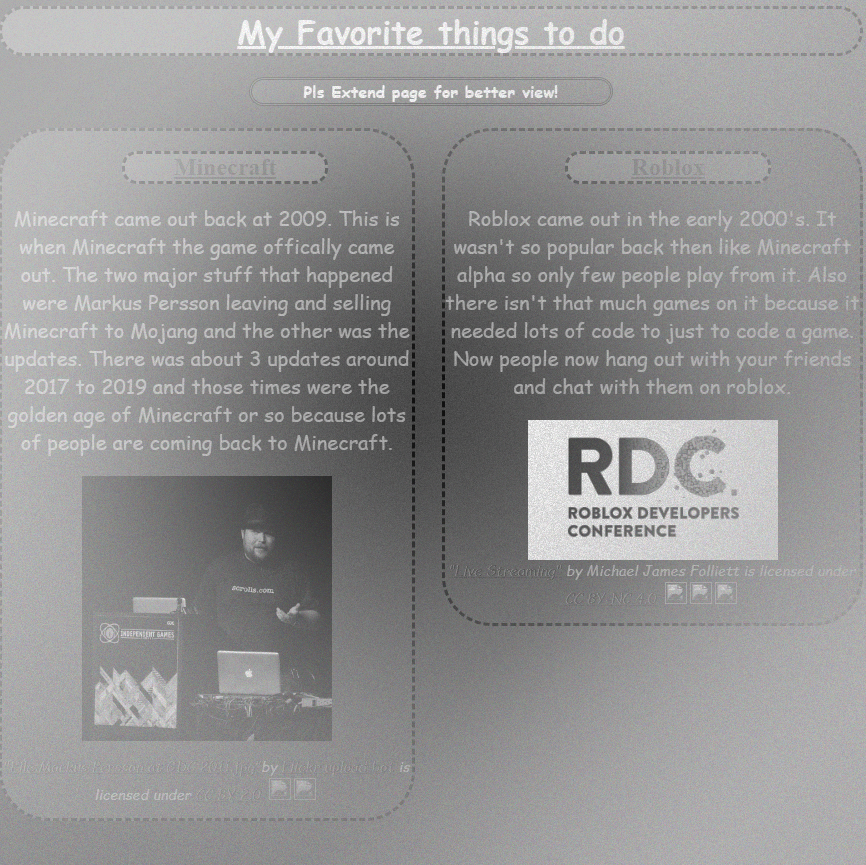 My Favorite things to do
Pls Extend page for better view!
Minecraft
Minecraft came out back at 2009. This is
when Minecraft the game offically came
out. The two major stuff that happened
were Markus Persson leaving and selling
Minecraft to Mojang and the other was the
updates. There was about 3 updates around
2017 to 2019 and those times were the
golden age of Minecraft or so because lots
of people are coming back to Minecraft.
scrolls.com
INDEPENDENT GAMES
by is
licensed under CC BY 2.0
Roblox
Roblox came out in the early 2000's. It
wasn't so popular back then like Minecraft
alpha so only few people play from it. Also
there isn't that much games on it because it
needed lots of code to just to code a game.
Now people now hang out with your friends
and chat with them on roblox.
RDC.
ROBLOX DEVELOPERS
CONFERENCE
"Live Streaming" by Michael James Folliett is licensed under
CC BY-NC 4.0